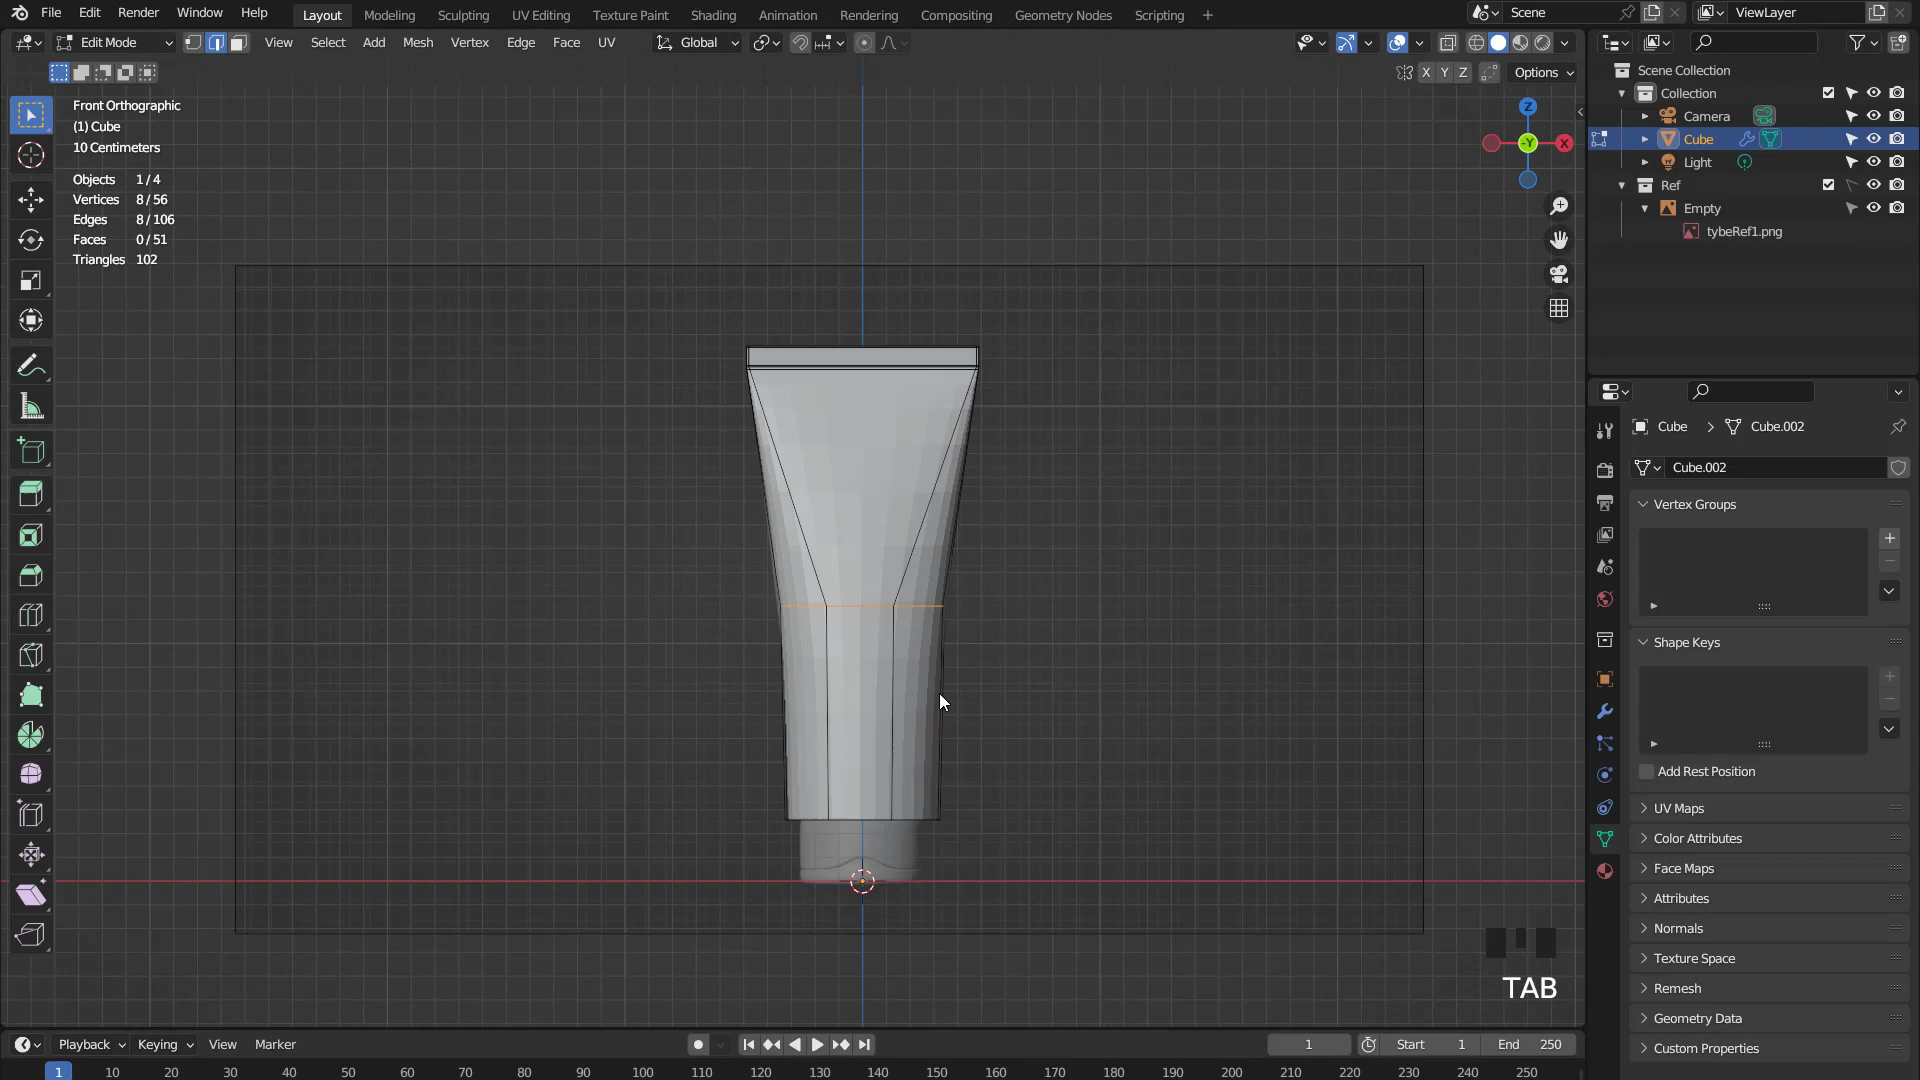 File Edit Render Window Help Layout Modeling Sculpting UV Editing Texture Paint Shading Animation Rendering Compositing Geometry Nodes Scripting + Scene ViewLayer
Edit Mode View Select Add Mesh Vertex Edge Face UV Global
X Y Z Options
Front Orthographic
(1) Cube
10 Centimeters
Objects 1 / 4
Vertices 8 / 56
Edges 8 / 106
Faces 0 / 51
Triangles 102
Z
-Y X
TAB
Scene Collection
Collection
Camera
Cube
Light
Ref
Empty
tybeRef1.png
Cube > Cube.002
Cube.002
Vertex Groups
Shape Keys
Add Rest Position
UV Maps
Color Attributes
Face Maps
Attributes
Normals
Texture Space
Remesh
Geometry Data
Custom Properties
Playback Keying View Marker 1 Start 1 End 250
1 10 20 30 40 50 60 70 80 90 100 110 120 130 140 150 160 170 180 190 200 210 220 230 240 250